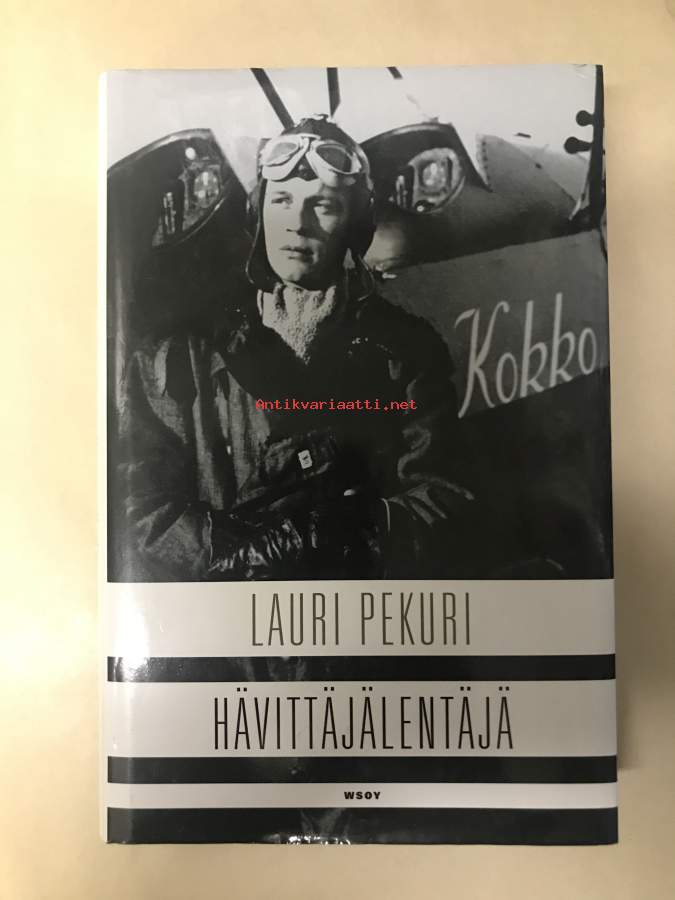 Kokko
Antikvariaatti.net
LAURI PEKURI
HÄVITTÄJÄLENTÄJÄ
WSOY